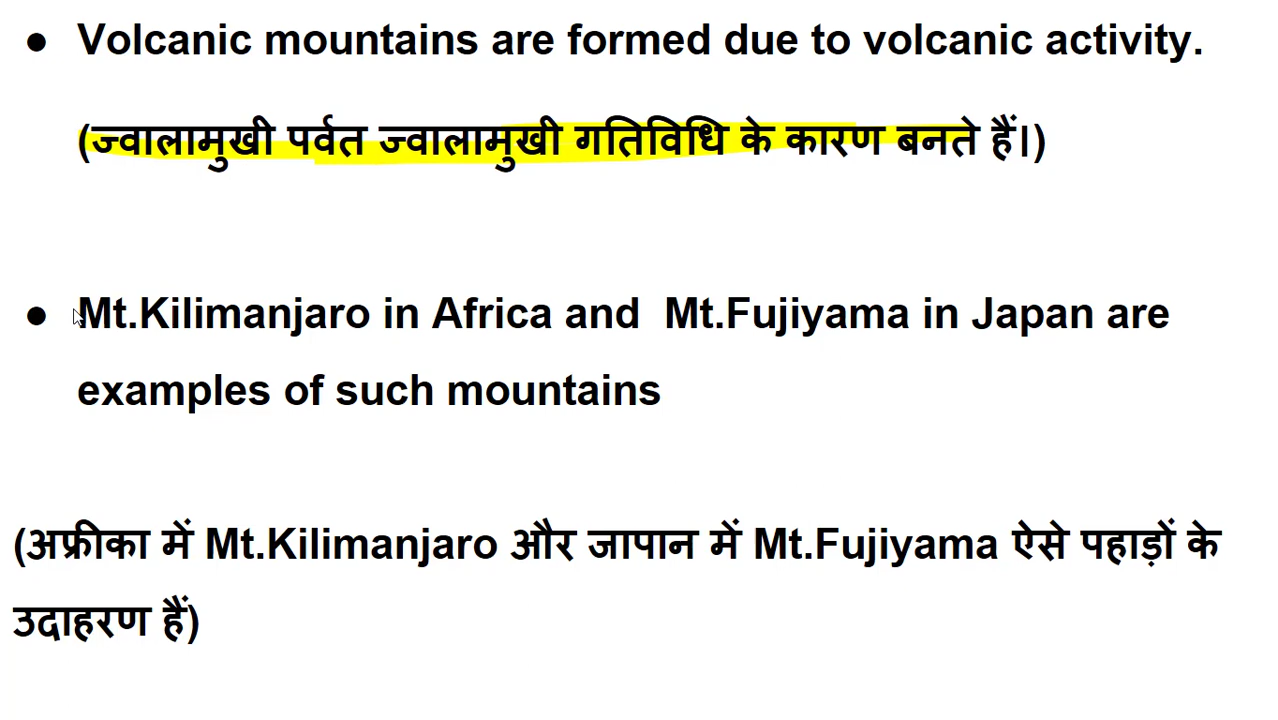 ● Volcanic mountains are formed due to volcanic activity.
(ज्वालामुखी पर्वत ज्वालामुखी गतिविधि के कारण बनते हैं।)
● Mt.Kilimanjaro in Africa and  Mt.Fujiyama in Japan are
examples of such mountains
(अफ्रीका में Mt.Kilimanjaro और जापान में Mt.Fujiyama ऐसे पहाड़ों के
उदाहरण हैं)